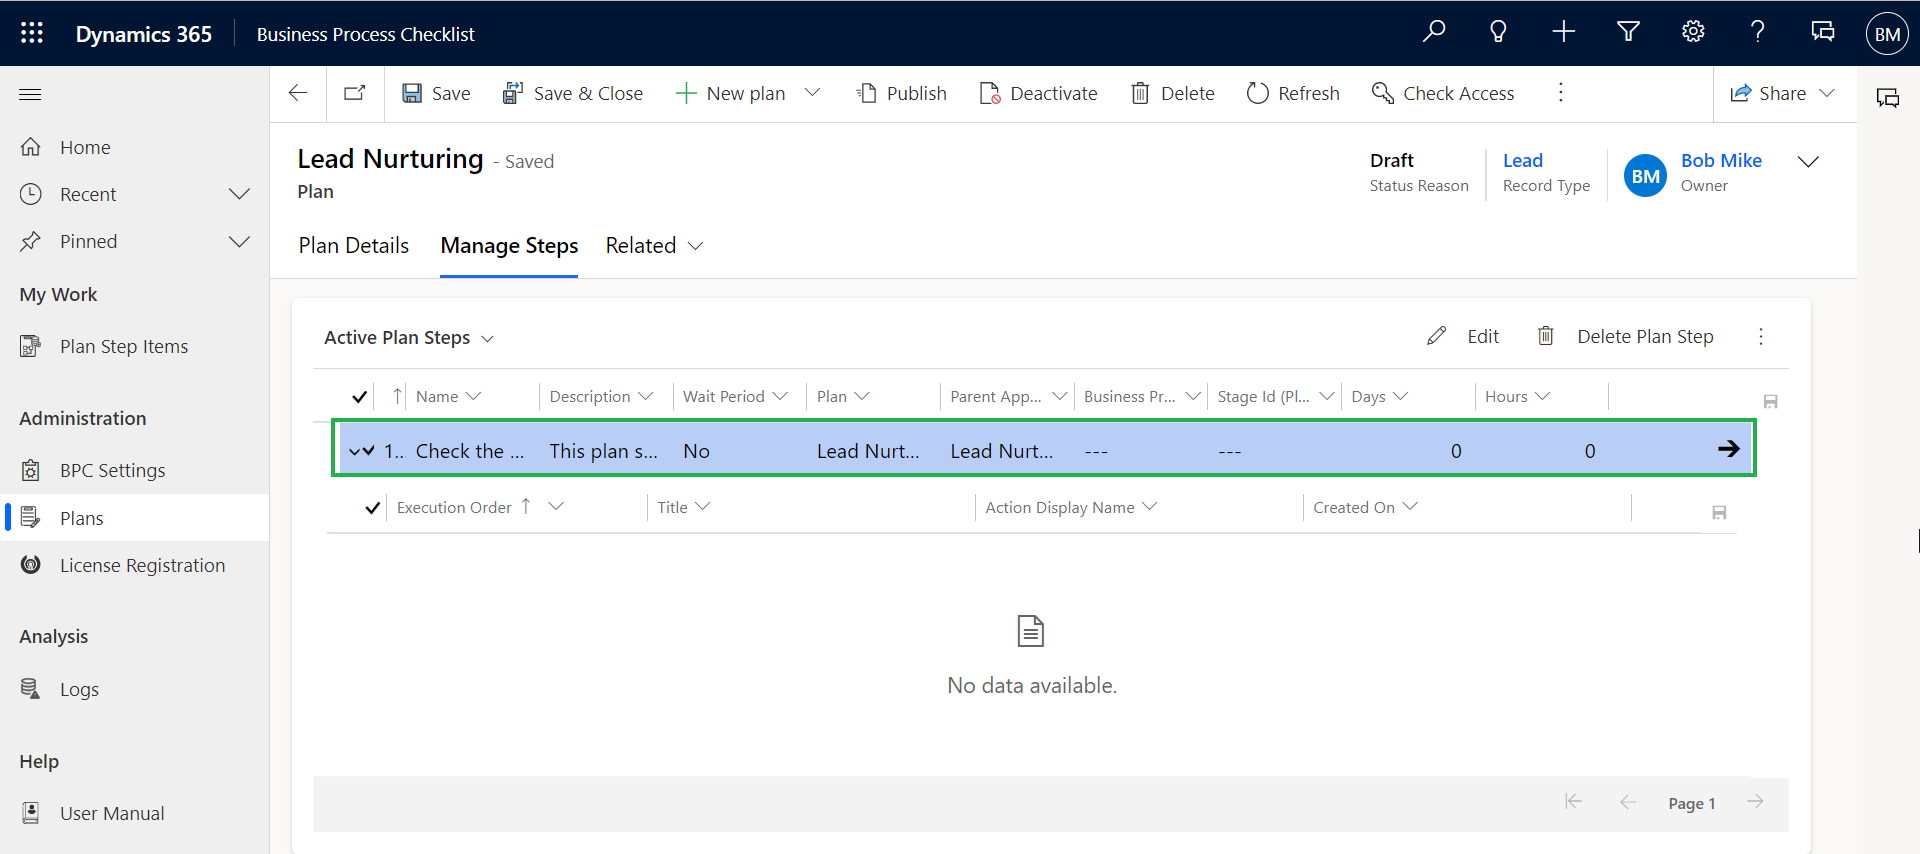 Dynamics 365 Business Process Checklist BM
Save Save & Close New plan Publish Deactivate Delete Refresh Check Access Share
Home
Recent
Pinned
My Work
Plan Step Items
Administration
BPC Settings
Plans
License Registration
Analysis
Logs
Help
User Manual
Lead Nurturing - Saved
Plan
Draft
Status Reason
Lead
Record Type
BM
Bob Mike
Owner
Plan Details Manage Steps Related
Active Plan Steps Edit Delete Plan Step
Name Description Wait Period Plan Parent App... Business Pr... Stage Id (Pl... Days Hours
1... Check the ... This plan s... No Lead Nurt... Lead Nurt... --- --- 0 0
Execution Order Title Action Display Name Created On
No data available.
Page 1